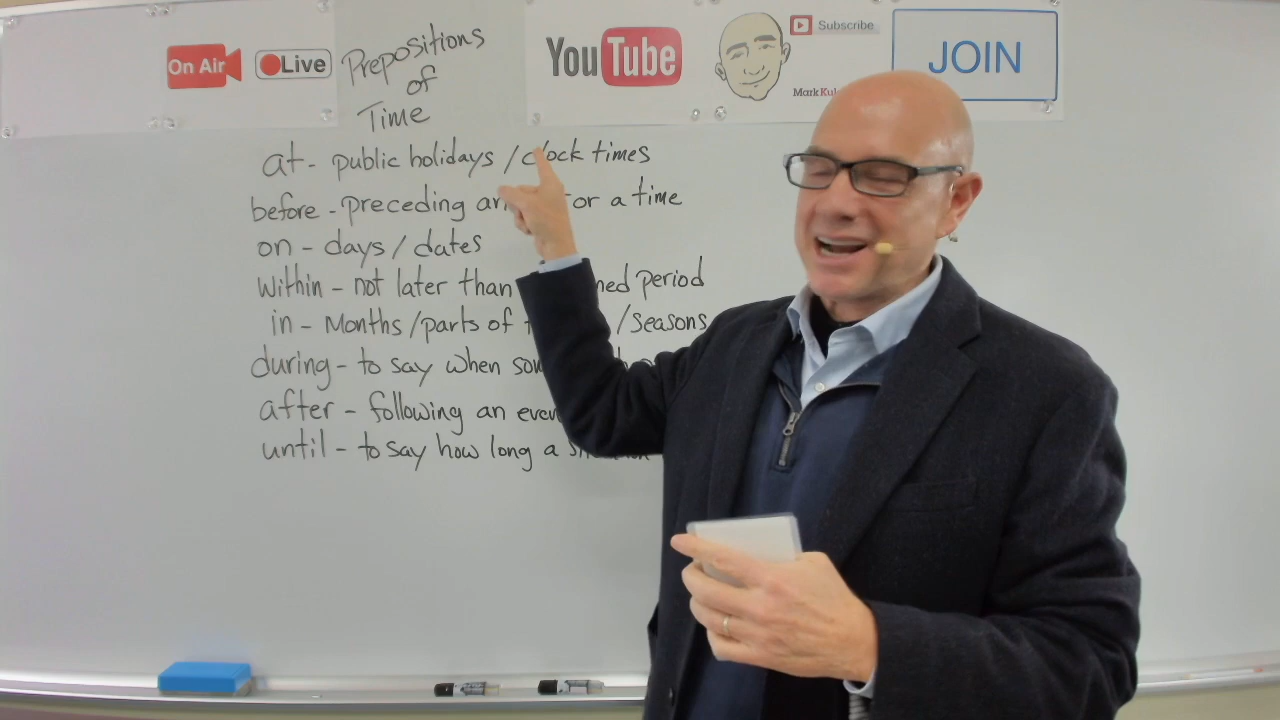 On Air
Live
Prepositions
of
Time
YouTube
Subscribe
Mark
JOIN
at - public holidays / clock times
before - preceding or a time
on - days / dates
within - not later than period
in - Months / parts of / seasons
during - to say when
after - following an
until - to say how long a